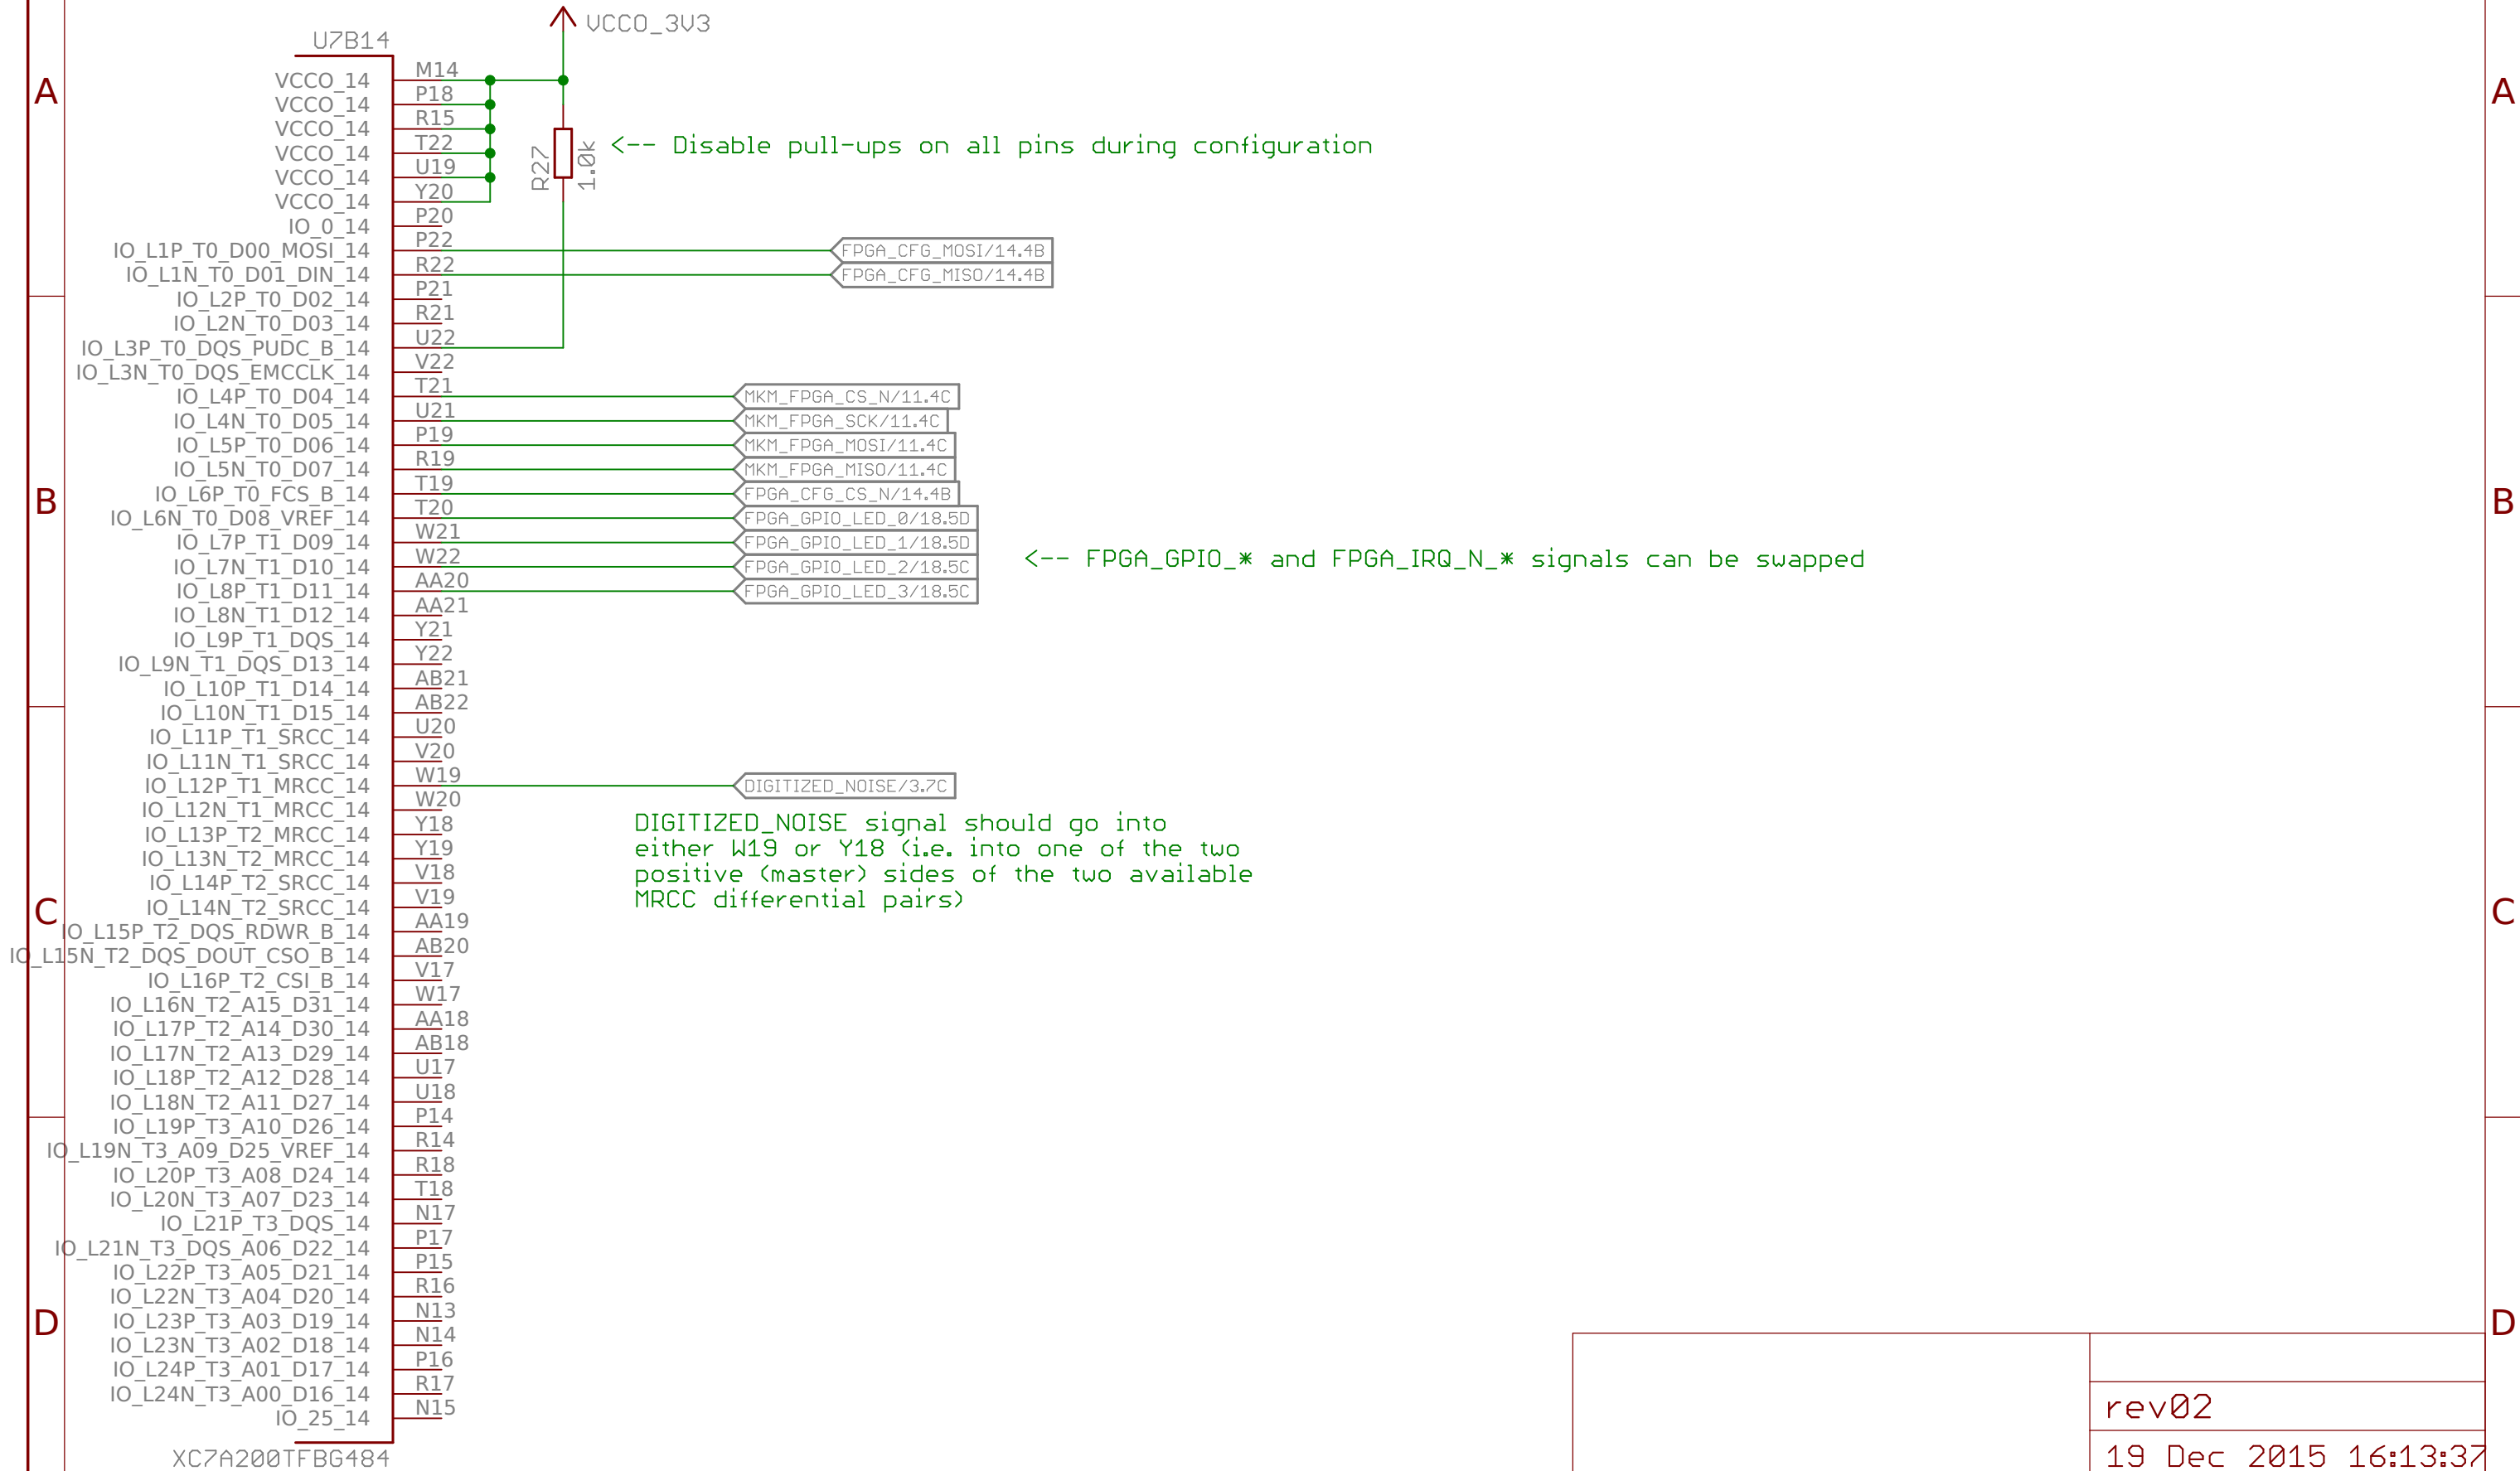 VCCO_3V3
U7B14
A
A
VCCO_14 M14
VCCO_14 P18
VCCO_14 R15
VCCO_14 T22
VCCO_14 U19
VCCO_14 Y20
R27
1.0k
<-- Disable pull-ups on all pins during configuration
IO_0_14 P20
IO_L1P_T0_D00_MOSI_14 P22 FPGA_CFG_MOSI/14.4B
IO_L1N_T0_D01_DIN_14 R22 FPGA_CFG_MISO/14.4B
IO_L2P_T0_D02_14 P21
IO_L2N_T0_D03_14 R21
IO_L3P_T0_DQS_PUDC_B_14 U22
IO_L3N_T0_DQS_EMCCLK_14 V22
IO_L4P_T0_D04_14 T21 MKM_FPGA_CS_N/11.4C
IO_L4N_T0_D05_14 U21 MKM_FPGA_SCK/11.4C
IO_L5P_T0_D06_14 P19 MKM_FPGA_MOSI/11.4C
IO_L5N_T0_D07_14 R19 MKM_FPGA_MISO/11.4C
IO_L6P_T0_FCS_B_14 T19 FPGA_CFG_CS_N/14.4B
B
B
IO_L6N_T0_D08_VREF_14 T20 FPGA_GPIO_LED_0/18.5D
IO_L7P_T1_D09_14 W21 FPGA_GPIO_LED_1/18.5D
<-- FPGA_GPIO_* and FPGA_IRQ_N_* signals can be swapped
IO_L7N_T1_D10_14 W22 FPGA_GPIO_LED_2/18.5C
IO_L8P_T1_D11_14 AA20 FPGA_GPIO_LED_3/18.5C
IO_L8N_T1_D12_14 AA21
IO_L9P_T1_DQS_14 Y21
IO_L9N_T1_DQS_D13_14 Y22
IO_L10P_T1_D14_14 AB21
IO_L10N_T1_D15_14 AB22
IO_L11P_T1_SRCC_14 U20
IO_L11N_T1_SRCC_14 V20
IO_L12P_T1_MRCC_14 W19 DIGITIZED_NOISE/3.7C
IO_L12N_T1_MRCC_14 W20
DIGITIZED_NOISE signal should go into
either W19 or Y18 (i.e. into one of the two
positive (master) sides of the two available
MRCC differential pairs)
IO_L13P_T2_MRCC_14 Y18
IO_L13N_T2_MRCC_14 Y19
IO_L14P_T2_SRCC_14 V18
IO_L14N_T2_SRCC_14 V19
C
C
IO_L15P_T2_DQS_RDWR_B_14 AA19
IO_L15N_T2_DQS_DOUT_CSO_B_14 AB20
IO_L16P_T2_CSI_B_14 V17
IO_L16N_T2_A15_D31_14 W17
IO_L17P_T2_A14_D30_14 AA18
IO_L17N_T2_A13_D29_14 AB18
IO_L18P_T2_A12_D28_14 U17
IO_L18N_T2_A11_D27_14 U18
IO_L19P_T3_A10_D26_14 P14
IO_L19N_T3_A09_D25_VREF_14 R14
IO_L20P_T3_A08_D24_14 R18
IO_L20N_T3_A07_D23_14 T18
IO_L21P_T3_DQS_14 N17
IO_L21N_T3_DQS_A06_D22_14 P17
IO_L22P_T3_A05_D21_14 P15
IO_L22N_T3_A04_D20_14 R16
IO_L23P_T3_A03_D19_14 N13
D
D
IO_L23N_T3_A02_D18_14 N14
IO_L24P_T3_A01_D17_14 P16
IO_L24N_T3_A00_D16_14 R17
IO_25_14 N15
XC7A200TFBG484
rev02
19 Dec 2015 16:13:37